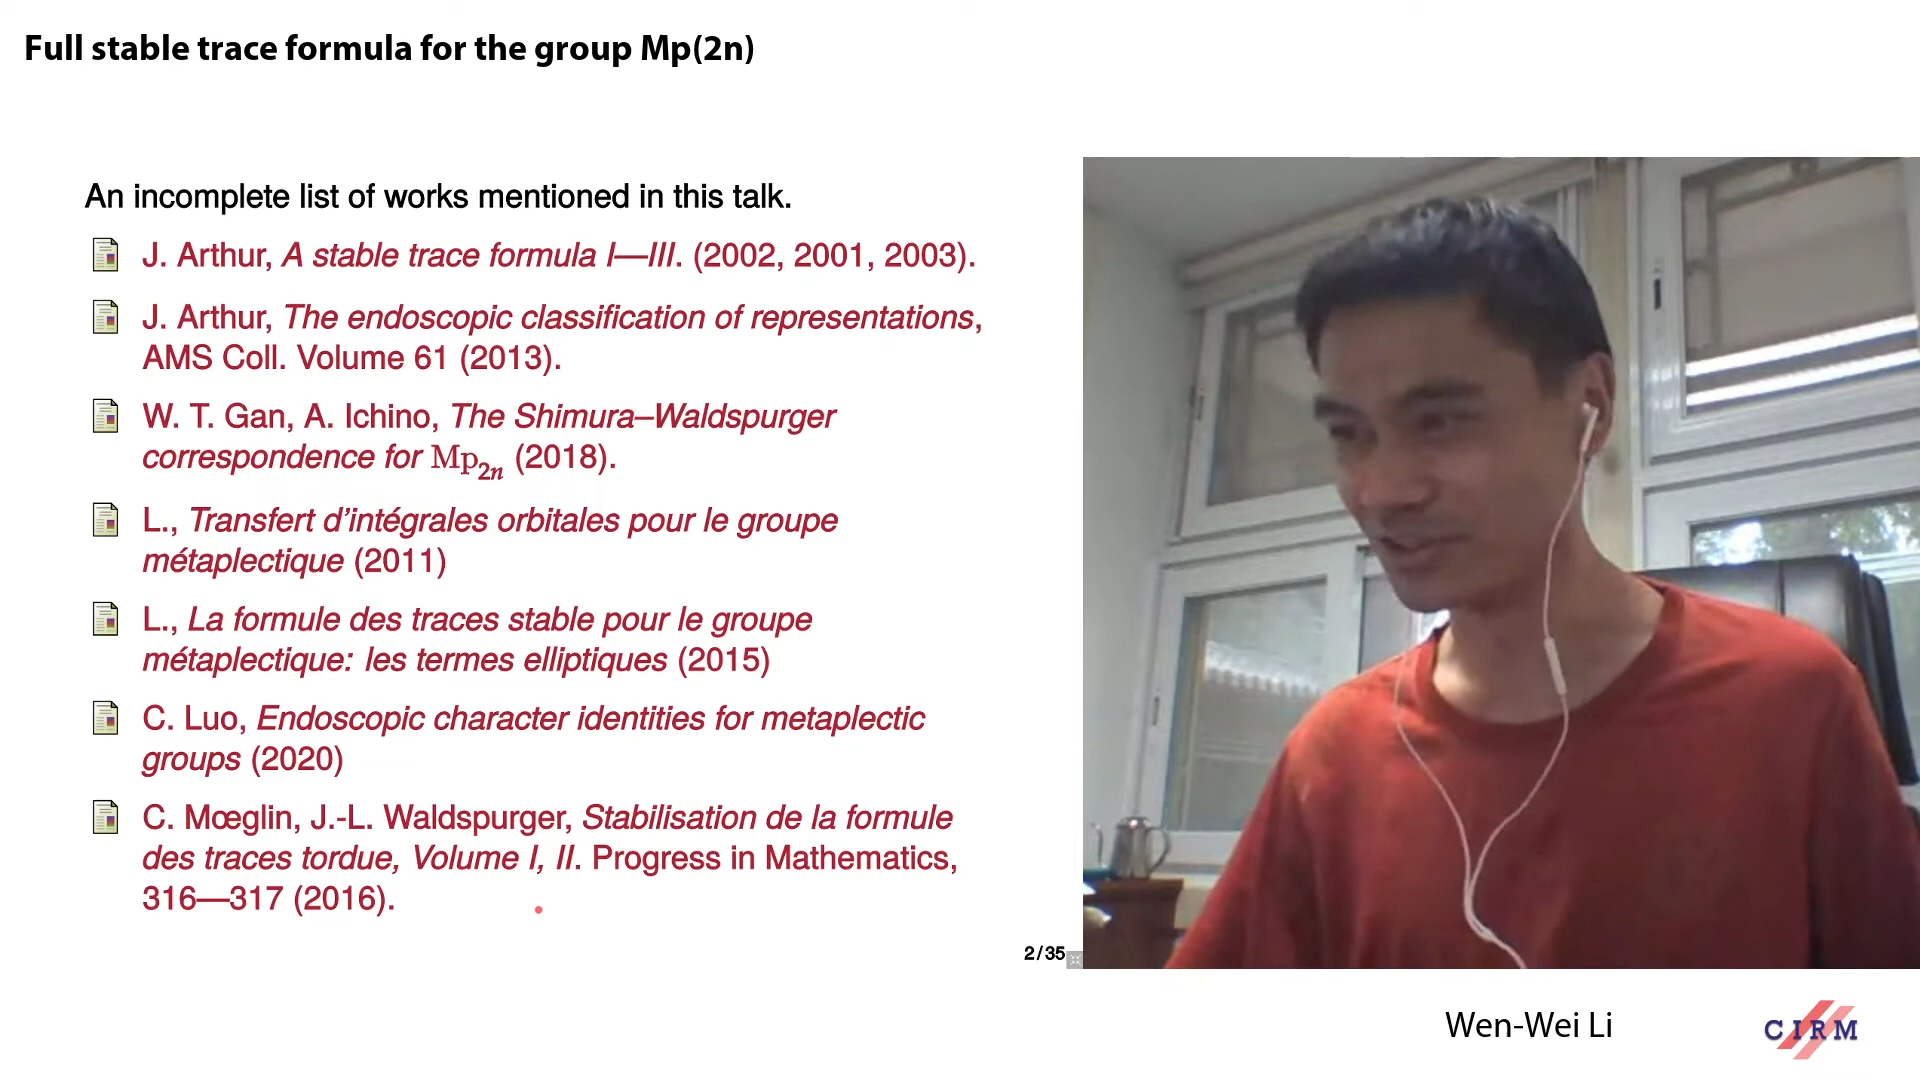 Full stable trace formula for the group Mp(2n)
An incomplete list of works mentioned in this talk.
J. Arthur, A stable trace formula I—III. (2002, 2001, 2003).
J. Arthur, The endoscopic classification of representations,
AMS Coll. Volume 61 (2013).
W. T. Gan, A. Ichino, The Shimura–Waldspurger
correspondence for Mp₂ₙ (2018).
L., Transfert d’intégrales orbitales pour le groupe
métaplectique (2011)
L., La formule des traces stable pour le groupe
métaplectique: les termes elliptiques (2015)
C. Luo, Endoscopic character identities for metaplectic
groups (2020)
C. Mœglin, J.-L. Waldspurger, Stabilisation de la formule
des traces tordue, Volume I, II. Progress in Mathematics,
316—317 (2016).
2/35
Wen-Wei Li
CIRM